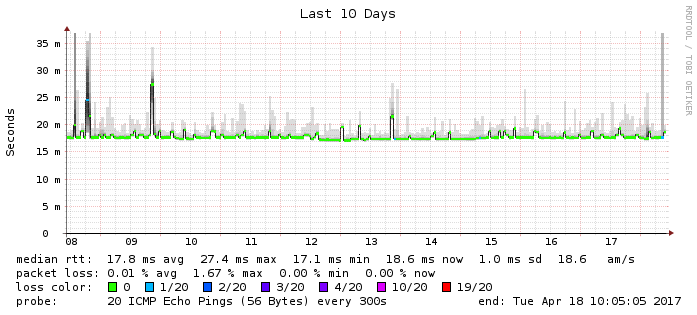 Last 10 Days
RRDTOOL / TOBI OETIKER
Seconds
35 m
30 m
25 m
20 m
15 m
10 m
5 m
0
08 09 10 11 12 13 14 15 16 17
median rtt: 17.8 ms avg 27.4 ms max 17.1 ms min 18.6 ms now 1.0 ms sd 18.6 am/s
packet loss: 0.01 % avg 1.67 % max 0.00 % min 0.00 % now
loss color: 0 1/20 2/20 3/20 4/20 10/20 19/20
probe: 20 ICMP Echo Pings (56 Bytes) every 300s end: Tue Apr 18 10:05:05 2017